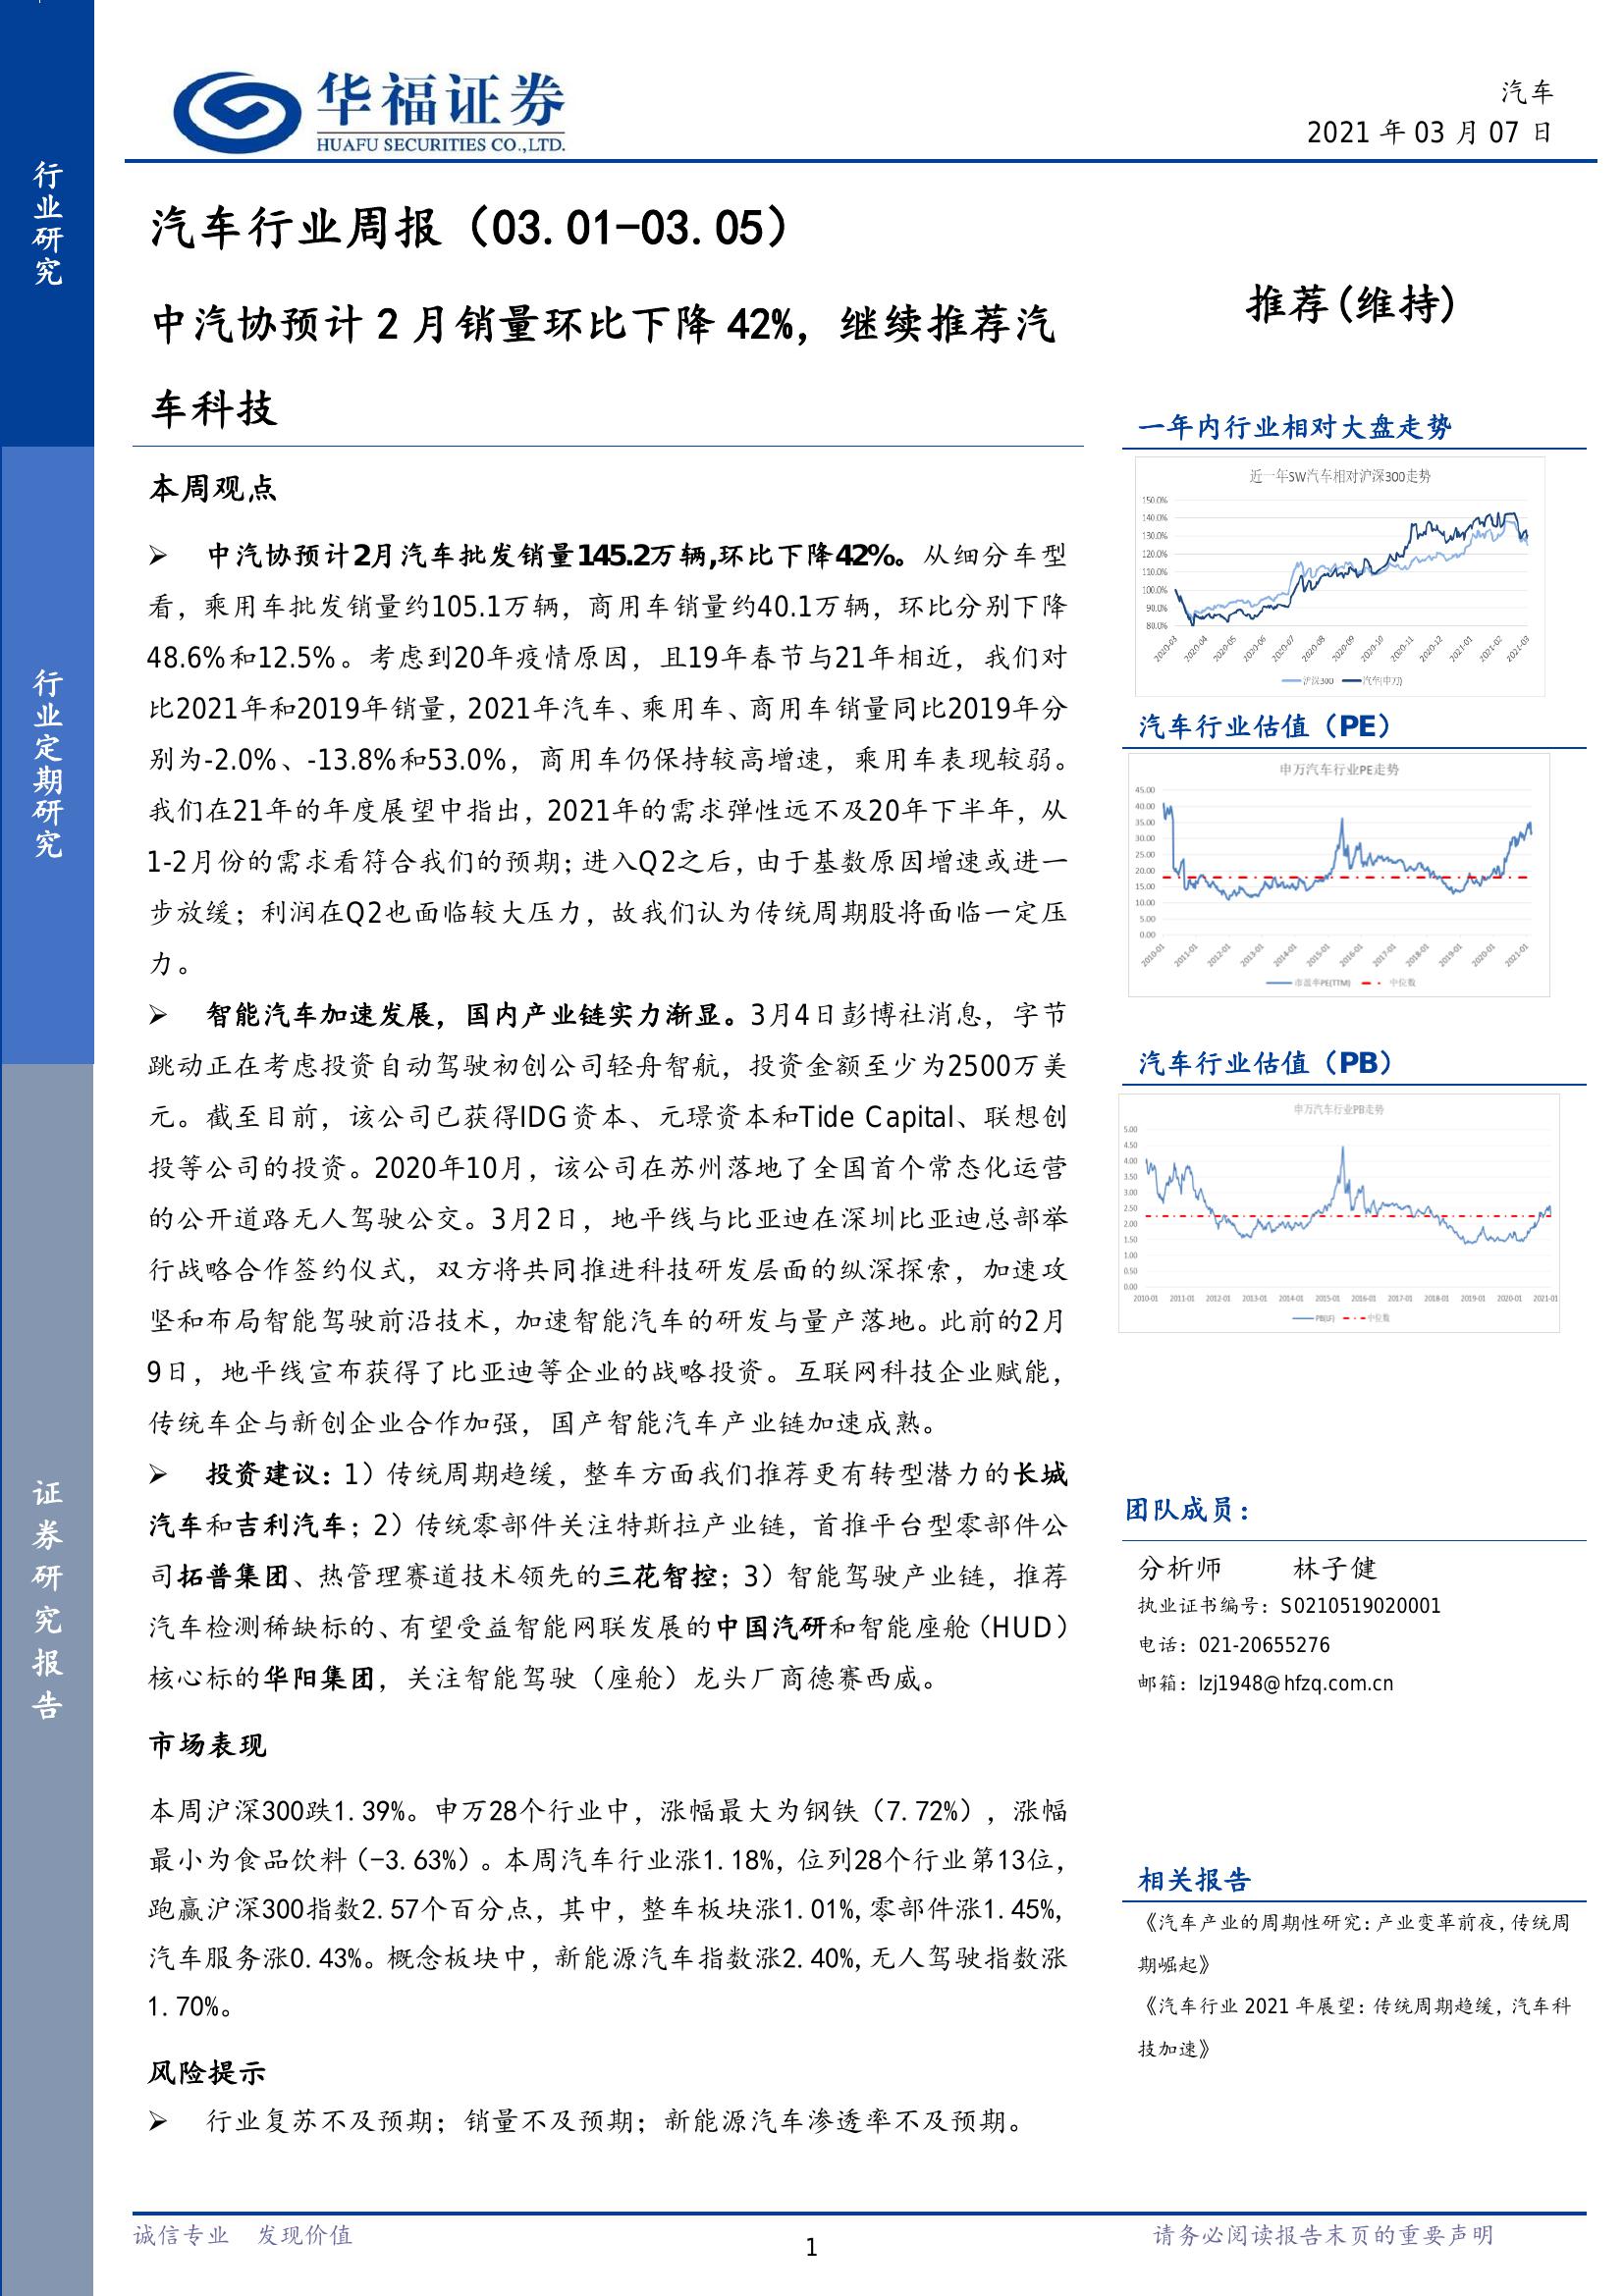 华福证券
HUAFU SECURITIES CO.,LTD.
汽车
2021 年 03 月 07 日
行业研究
行业定期研究
证券研究报告
汽车行业周报（03.01-03.05）
中汽协预计 2 月销量环比下降 42%，继续推荐汽
车科技
推荐(维持)
本周观点
➢ 中汽协预计2月汽车批发销量145.2万辆,环比下降42%。从细分车型
看，乘用车批发销量约105.1万辆，商用车销量约40.1万辆，环比分别下降
48.6%和12.5%。考虑到20年疫情原因，且19年春节与21年相近，我们对
比2021年和2019年销量，2021年汽车、乘用车、商用车销量同比2019年分
别为-2.0%、-13.8%和53.0%，商用车仍保持较高增速，乘用车表现较弱。
我们在21年的年度展望中指出，2021年的需求弹性远不及20年下半年，从
1-2月份的需求看符合我们的预期；进入Q2之后，由于基数原因增速或进一
步放缓；利润在Q2也面临较大压力，故我们认为传统周期股将面临一定压
力。
➢ 智能汽车加速发展，国内产业链实力渐显。3月4日彭博社消息，字节
跳动正在考虑投资自动驾驶初创公司轻舟智航，投资金额至少为2500万美
元。截至目前，该公司已获得IDG资本、元璟资本和Tide Capital、联想创
投等公司的投资。2020年10月，该公司在苏州落地了全国首个常态化运营
的公开道路无人驾驶公交。3月2日，地平线与比亚迪在深圳比亚迪总部举
行战略合作签约仪式，双方将共同推进科技研发层面的纵深探索，加速攻
坚和布局智能驾驶前沿技术，加速智能汽车的研发与量产落地。此前的2月
9日，地平线宣布获得了比亚迪等企业的战略投资。互联网科技企业赋能，
传统车企与新创企业合作加强，国产智能汽车产业链加速成熟。
➢ 投资建议：1）传统周期趋缓，整车方面我们推荐更有转型潜力的长城
汽车和吉利汽车；2）传统零部件关注特斯拉产业链，首推平台型零部件公
司拓普集团、热管理赛道技术领先的三花智控；3）智能驾驶产业链，推荐
汽车检测稀缺标的、有望受益智能网联发展的中国汽研和智能座舱（HUD）
核心标的华阳集团，关注智能驾驶（座舱）龙头厂商德赛西威。
市场表现
本周沪深300跌1.39%。申万28个行业中，涨幅最大为钢铁（7.72%），涨幅
最小为食品饮料（-3.63%）。本周汽车行业涨1.18%，位列28个行业第13位，
跑赢沪深300指数2.57个百分点，其中，整车板块涨1.01%,零部件涨1.45%,
汽车服务涨0.43%。概念板块中，新能源汽车指数涨2.40%,无人驾驶指数涨
1.70%。
风险提示
➢ 行业复苏不及预期；销量不及预期；新能源汽车渗透率不及预期。
一年内行业相对大盘走势
近一年SW汽车相对沪深300走势
150.0%
140.0%
130.0%
120.0%
110.0%
100.0%
90.0%
80.0%
2020-03 2020-04 2020-05 2020-06 2020-07 2020-08 2020-09 2020-10 2020-11 2020-12 2021-01 2021-02 2021-03
沪深300 汽车(申万)
汽车行业估值（PE）
申万汽车行业PE走势
45.00
40.00
35.00
30.00
25.00
20.00
15.00
10.00
5.00
0.00
2010-01 2011-01 2012-01 2013-01 2014-01 2015-01 2016-01 2017-01 2018-01 2019-01 2020-01 2021-01
市盈率PE(TTM) 中位数
汽车行业估值（PB）
申万汽车行业PB走势
5.00
4.50
4.00
3.50
3.00
2.50
2.00
1.50
1.00
0.50
0.00
2010-01 2011-01 2012-01 2013-01 2014-01 2015-01 2016-01 2017-01 2018-01 2019-01 2020-01 2021-01
PB(LF) 中位数
团队成员：
分析师 林子健
执业证书编号：S0210519020001
电话：021-20655276
邮箱：lzj1948@hfzq.com.cn
相关报告
《汽车产业的周期性研究：产业变革前夜，传统周
期崛起》
《汽车行业 2021 年展望：传统周期趋缓，汽车科
技加速》
诚信专业 发现价值
1
请务必阅读报告末页的重要声明